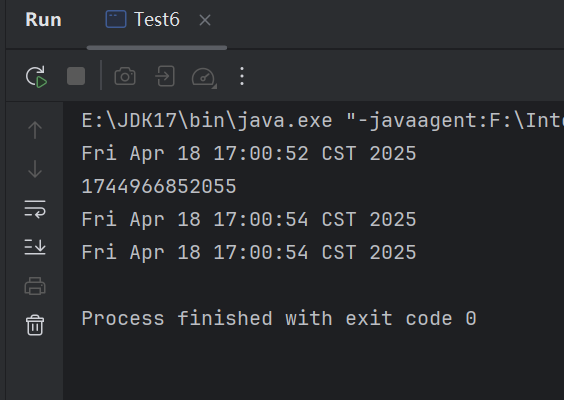 Run Test6
E:\JDK17\bin\java.exe "-javaagent:F:\Int
Fri Apr 18 17:00:52 CST 2025
1744966852055
Fri Apr 18 17:00:54 CST 2025
Fri Apr 18 17:00:54 CST 2025
Process finished with exit code 0